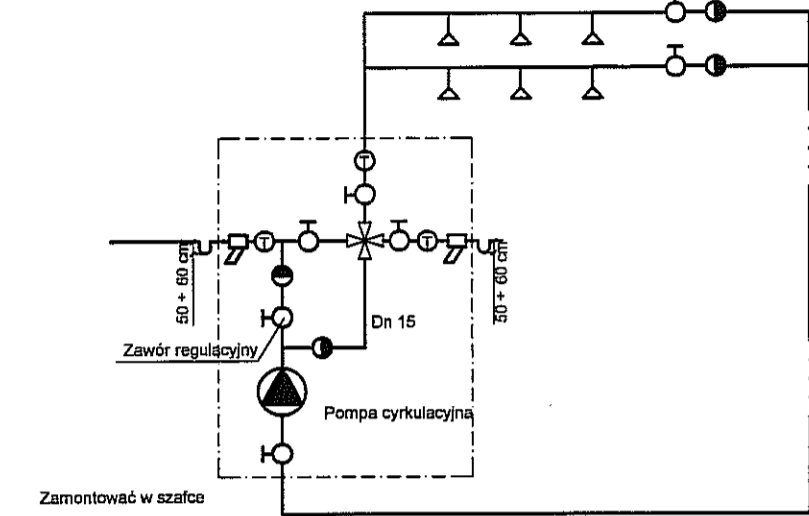 T
T
T
50 + 60 cm
50 + 60 cm
Dn 15
Zawór regulacyjny
Pompa cyrkulacyjna
Zamontować w szafce